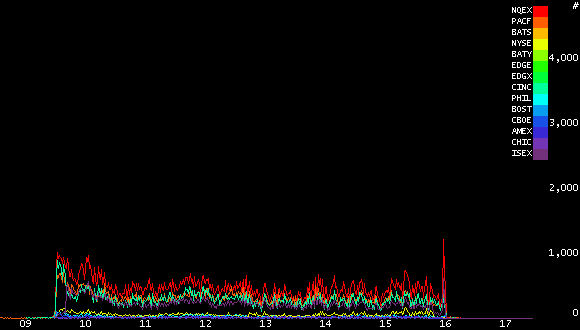 #
NQEX
PACF
BATS
NYSE
BATY
EDGE
EDGX
CINC
PHIL
BOST
CBOE
AMEX
CHIC
ISEX
4,000
3,000
2,000
1,000
0
09 10 11 12 13 14 15 16 17